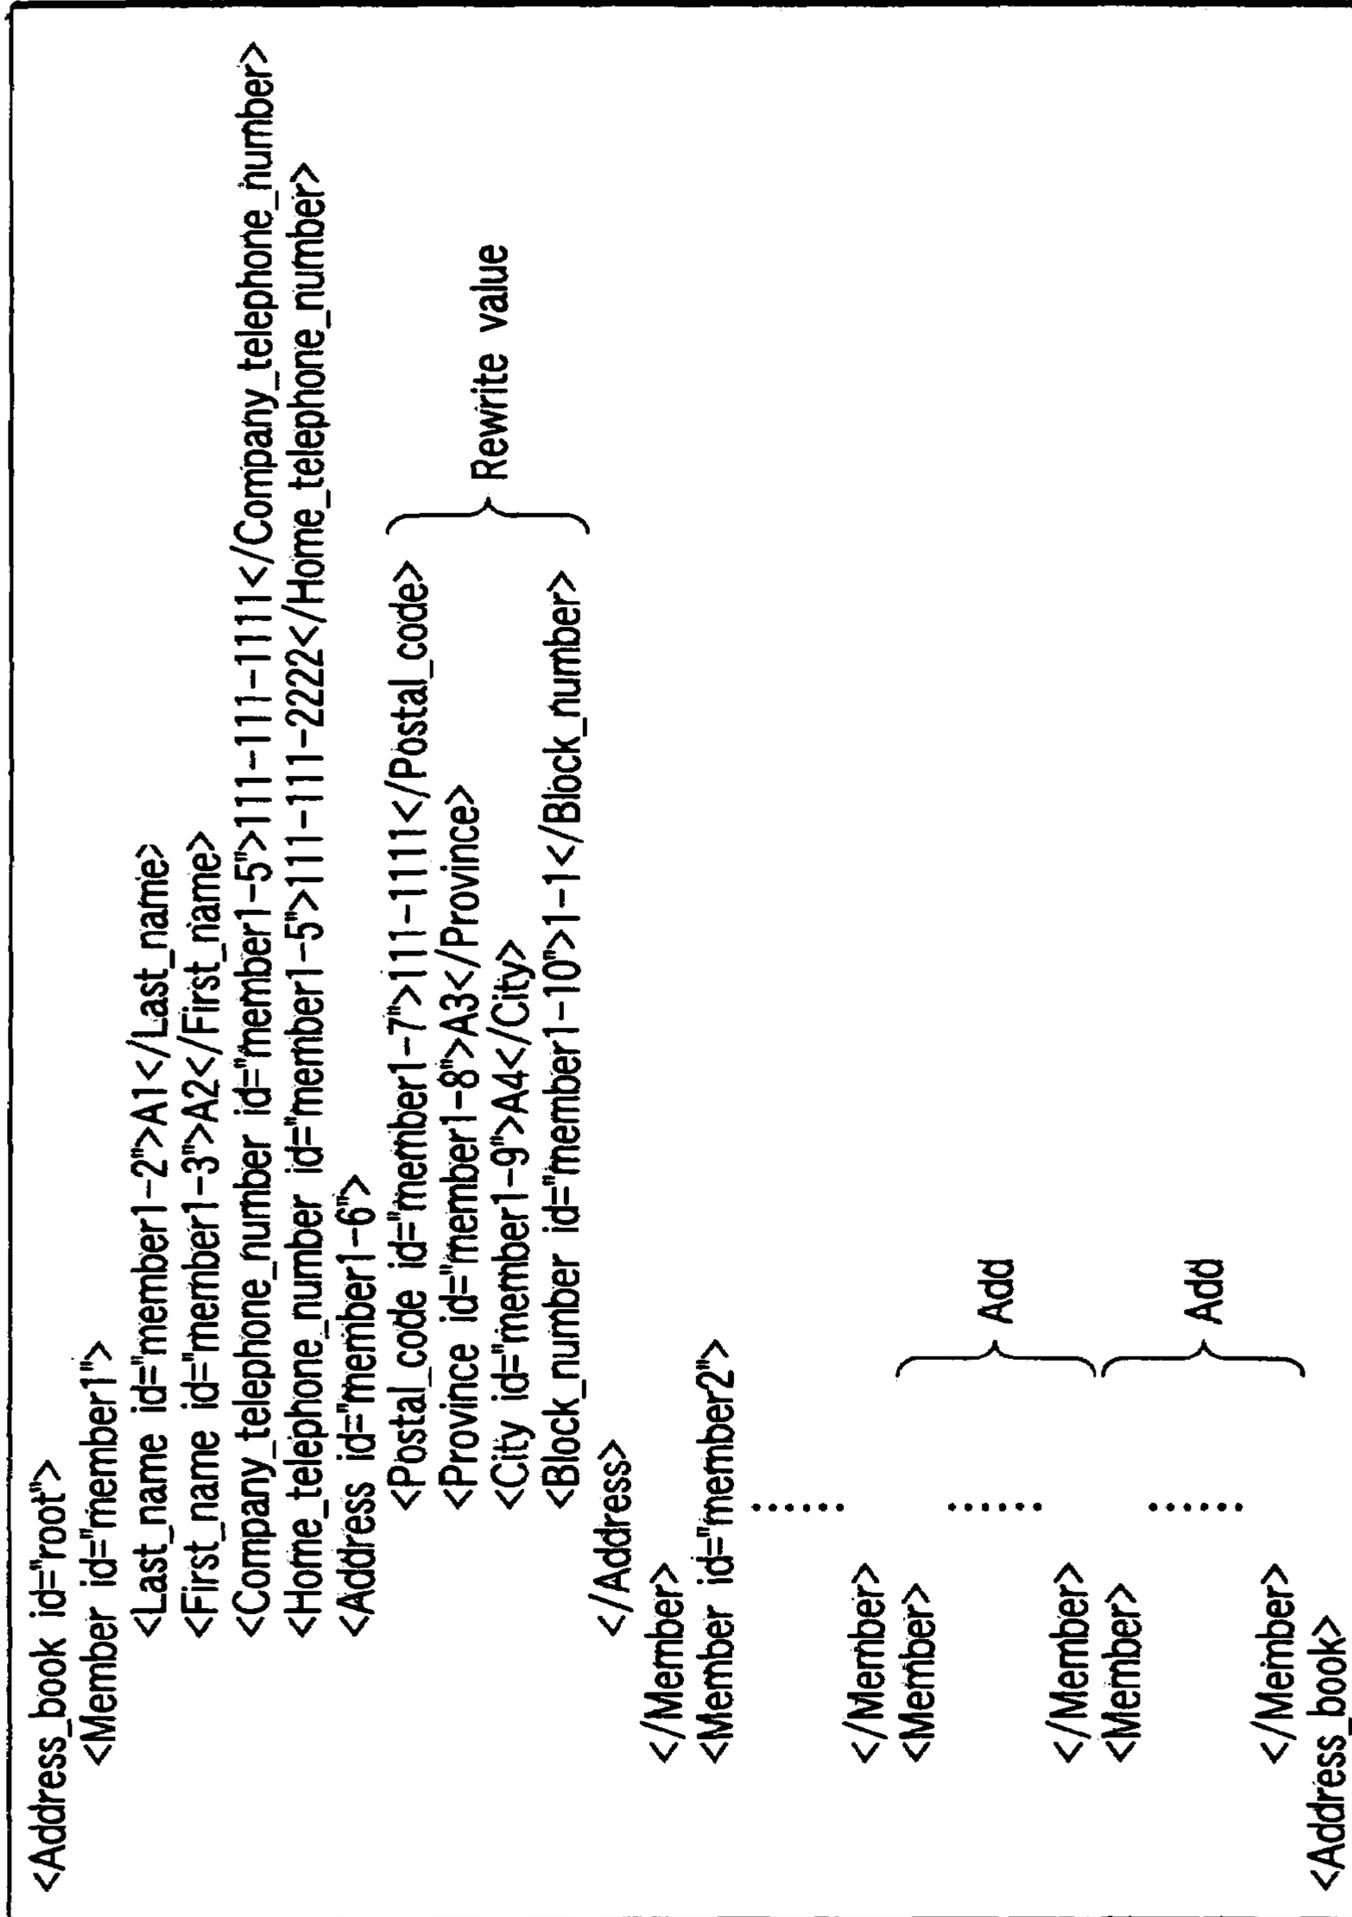 <Address_book id="root">
<Member id="member1">
<Last_name id="member1-2">A1</Last_name>
<First_name id="member1-3">A2</First_name>
<Company_telephone_number id="member1-5">111-111-1111</Company_telephone_number>
<Home_telephone_number id="member1-5">111-111-2222</Home_telephone_number>
<Address id="member1-6">
<Postal_code id="member1-7">111-1111</Postal_code>
<Province id="member1-8">A3</Province>
<City id="member1-9">A4</City>
<Block_number id="member1-10">1-1</Block_number>
Rewrite value
</Address>
</Member>
<Member id="member2">
......
</Member>
<Member>
......
Add
</Member>
<Member>
......
Add
</Member>
<Address_book>